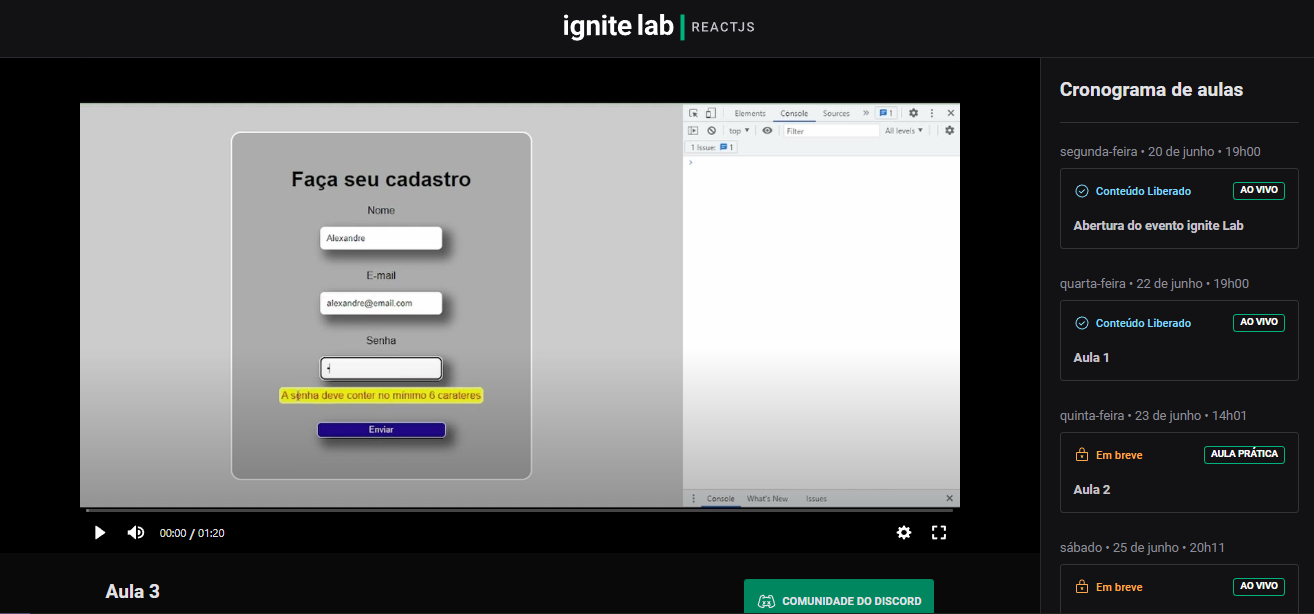 ignite lab | REACTJS
Faça seu cadastro
Nome
Alexandre
E-mail
alexandre@email.com
Senha
A senha deve conter no mínimo 6 carateres
Enviar
Elements Console Sources » 1
top Filter All levels
1 Issue: 1
Console What's New Issues
00:00 / 01:20
Aula 3
COMUNIDADE DO DISCORD
Cronograma de aulas
segunda-feira • 20 de junho • 19h00
Conteúdo Liberado AO VIVO
Abertura do evento ignite Lab
quarta-feira • 22 de junho • 19h00
Conteúdo Liberado AO VIVO
Aula 1
quinta-feira • 23 de junho • 14h01
Em breve AULA PRÁTICA
Aula 2
sábado • 25 de junho • 20h11
Em breve AO VIVO